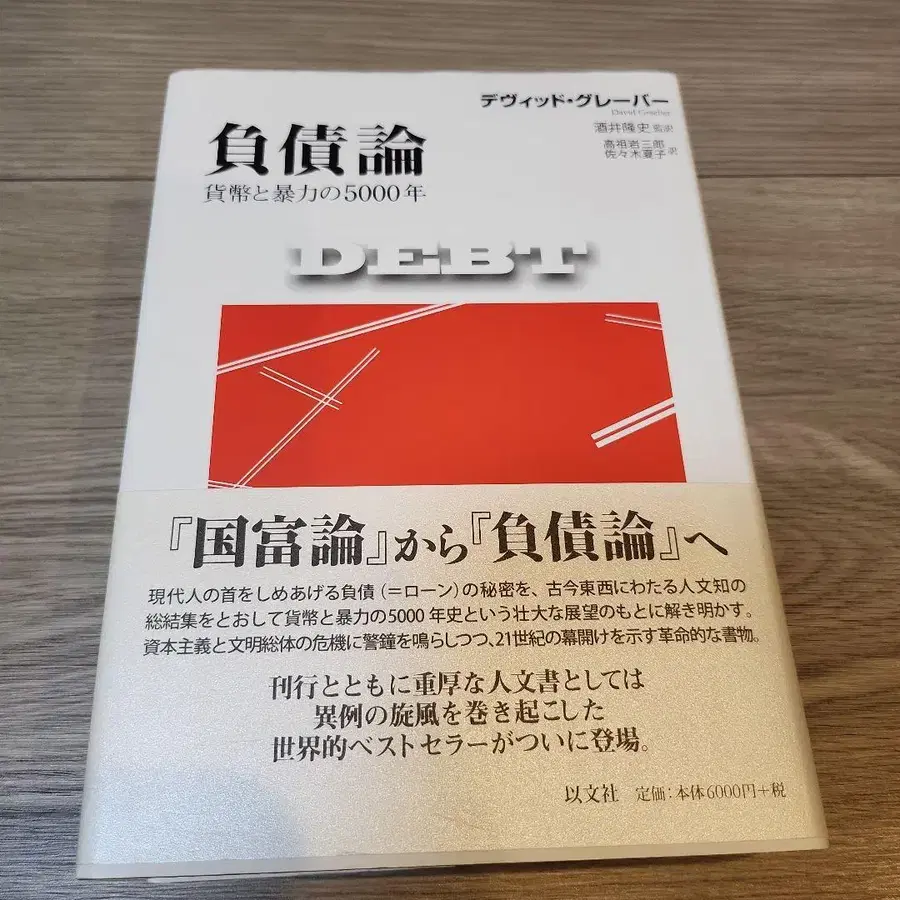 デヴィッド・グレーバー
David Graeber
負債論
貨幣と暴力の5000年
酒井隆史 監訳
高祖岩三郎
佐々木夏子 訳
DEBT
『国富論』から『負債論』へ
現代人の首をしめあげる負債(=ローン)の秘密を、古今東西にわたる人文知の
総結集をとおして貨幣と暴力の5000年史という壮大な展望のもとに解き明かす。
資本主義と文明総体の危機に警鐘を鳴らしつつ、21世紀の幕開けを示す革命的な書物。
刊行とともに重厚な人文書としては
異例の旋風を巻き起こした
世界的ベストセラーがついに登場。
以文社 定価:本体6000円+税